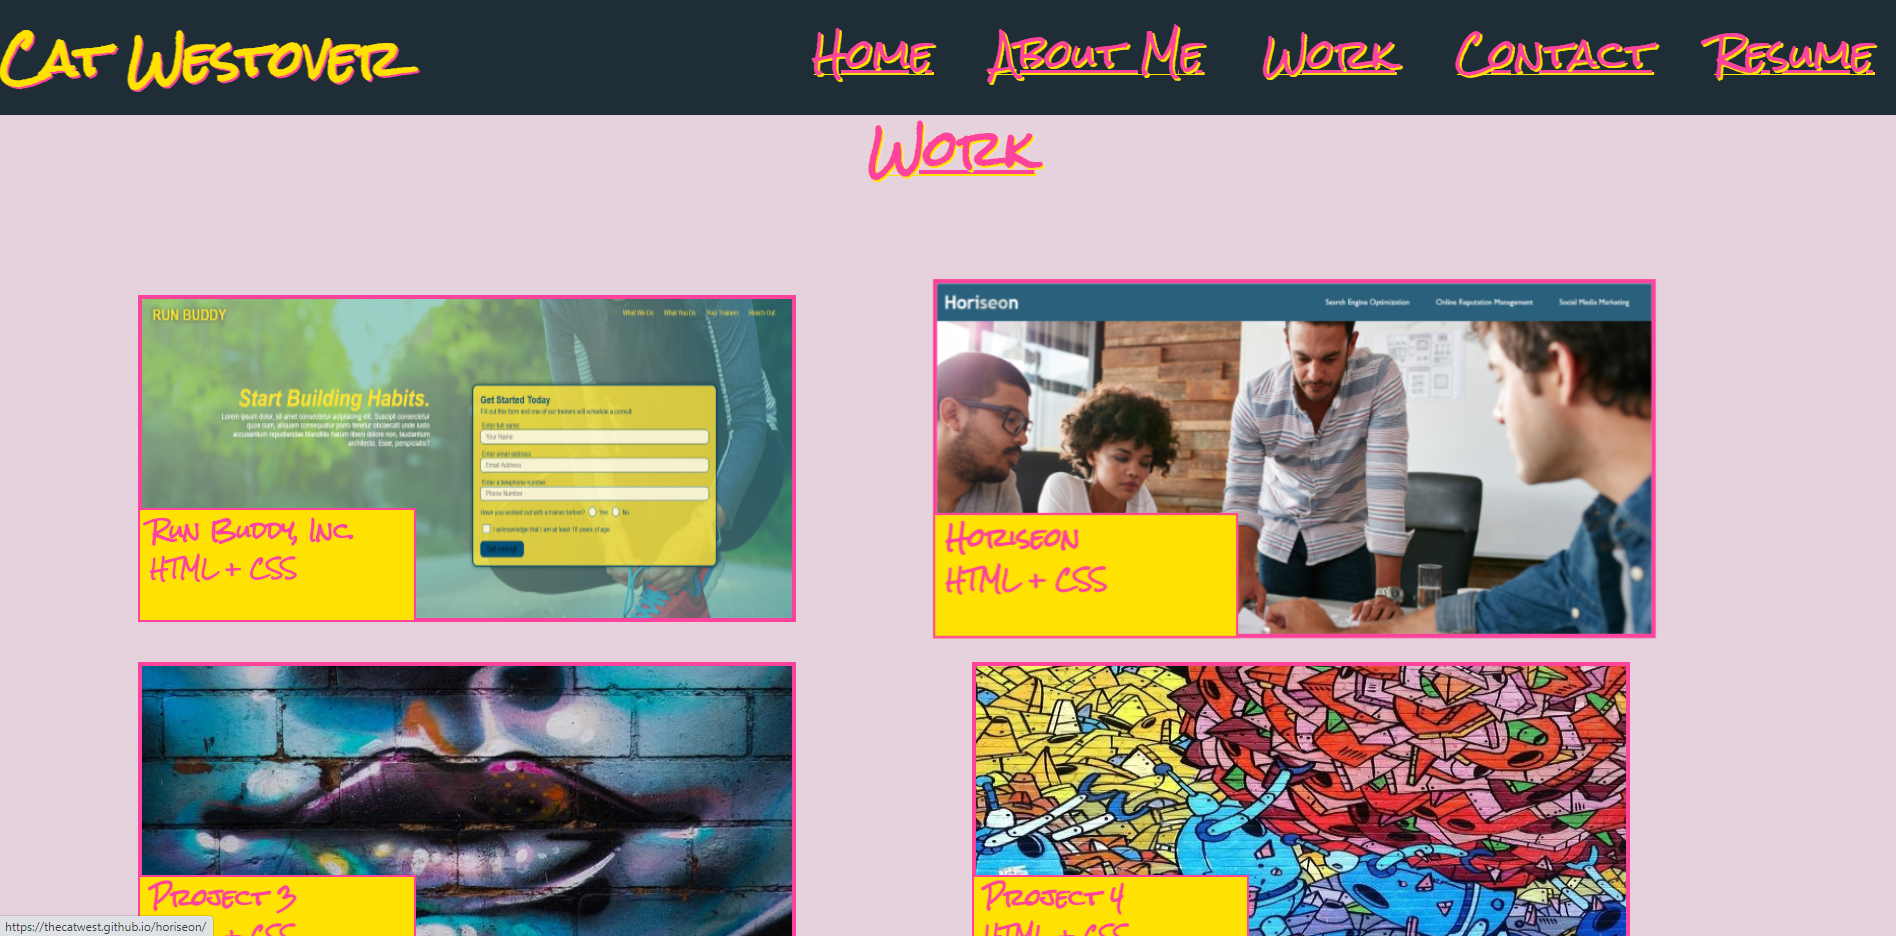 Cat Westover
Home About Me Work Contact Resume
Work
RUN BUDDY
What We Do What You Do Your Trainers Reach Out
Start Building Habits.
Lorem ipsum dolor, sit amet consectetur adipisicing elit. Suscipit consectetur
quos cum, aliquam consequatur porro tenetur obcaecati unde iusto
accusantium repudiandae blanditiis harum libero dolore non, laudantium
architecto. Esse, perspiciatis?
Get Started Today
Fill out this form and one of our trainers will schedule a consult!
Enter full name:
Your Name
Enter email address:
Email Address
Enter a telephone number:
Phone Number
Have you worked out with a trainer before? Yes No
I acknowledge that I am at least 18 years of age.
Get running!
Run Buddy, Inc.
HTML + CSS
Horiseon
Search Engine Optimization Online Reputation Management Social Media Marketing
Horiseon
HTML + CSS
Project 3
+ CSS
Project 4
HTML + CSS
https://thecatwest.github.io/horiseon/